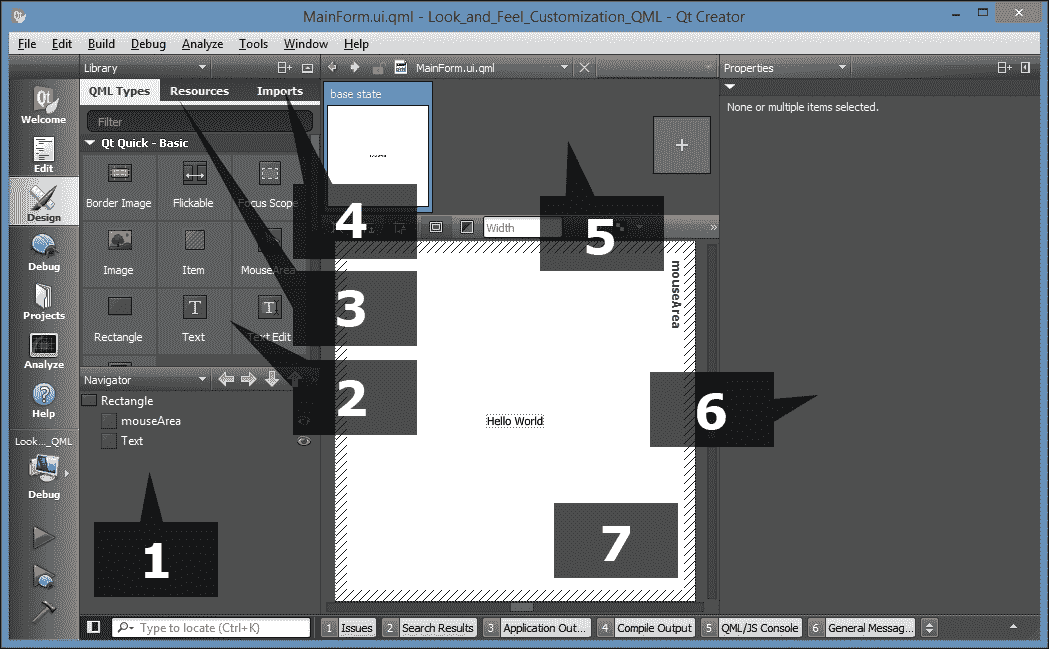 MainForm.ui.qml - Look_and_Feel_Customization_QML - Qt Creator
File Edit Build Debug Analyze Tools Window Help
Library
MainForm.ui.qml
Properties
Welcome
Edit
Design
Debug
Projects
Analyze
Help
Look..._QML
Debug
QML Types Resources Imports
Filter
Qt Quick - Basic
Border Image Flickable Focus Scope
Image Item MouseArea
Rectangle Text Text Edit
Navigator
Rectangle
mouseArea
Text
base state
+
Width
»
mouseArea
Hello World
None or multiple items selected.
4
5
3
2
6
1
7
Type to locate (Ctrl+K)
1 Issues 2 Search Results 3 Application Out... 4 Compile Output 5 QML/JS Console 6 General Messag...